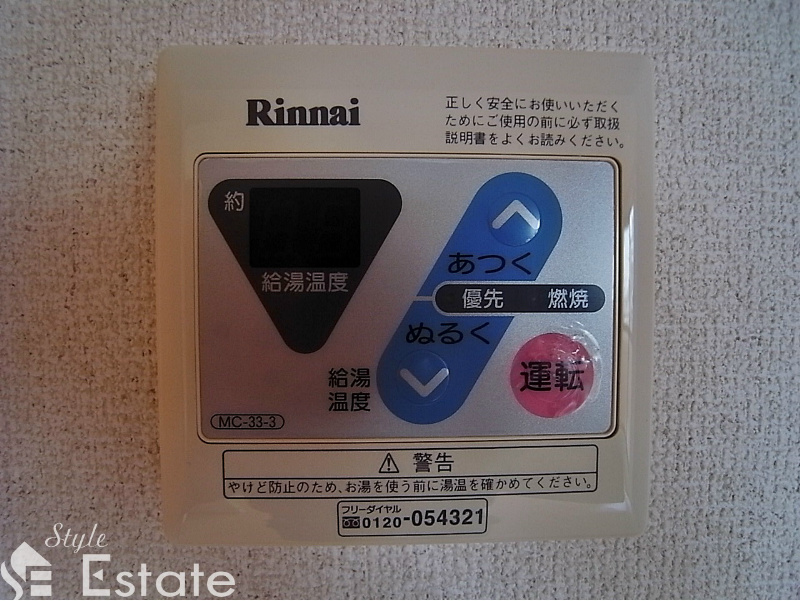 Rinnai
正しく安全にお使いいただく
ためにご使用の前に必ず取扱
説明書をよくお読みください。
約
給湯温度
あつく
優先 燃焼
ぬるく
給湯
温度
運転
MC-33-3
⚠ 警告
やけど防止のため、お湯を使う前に湯温を確かめてください。
フリーダイヤル
0120-054321
Style
SE Estate